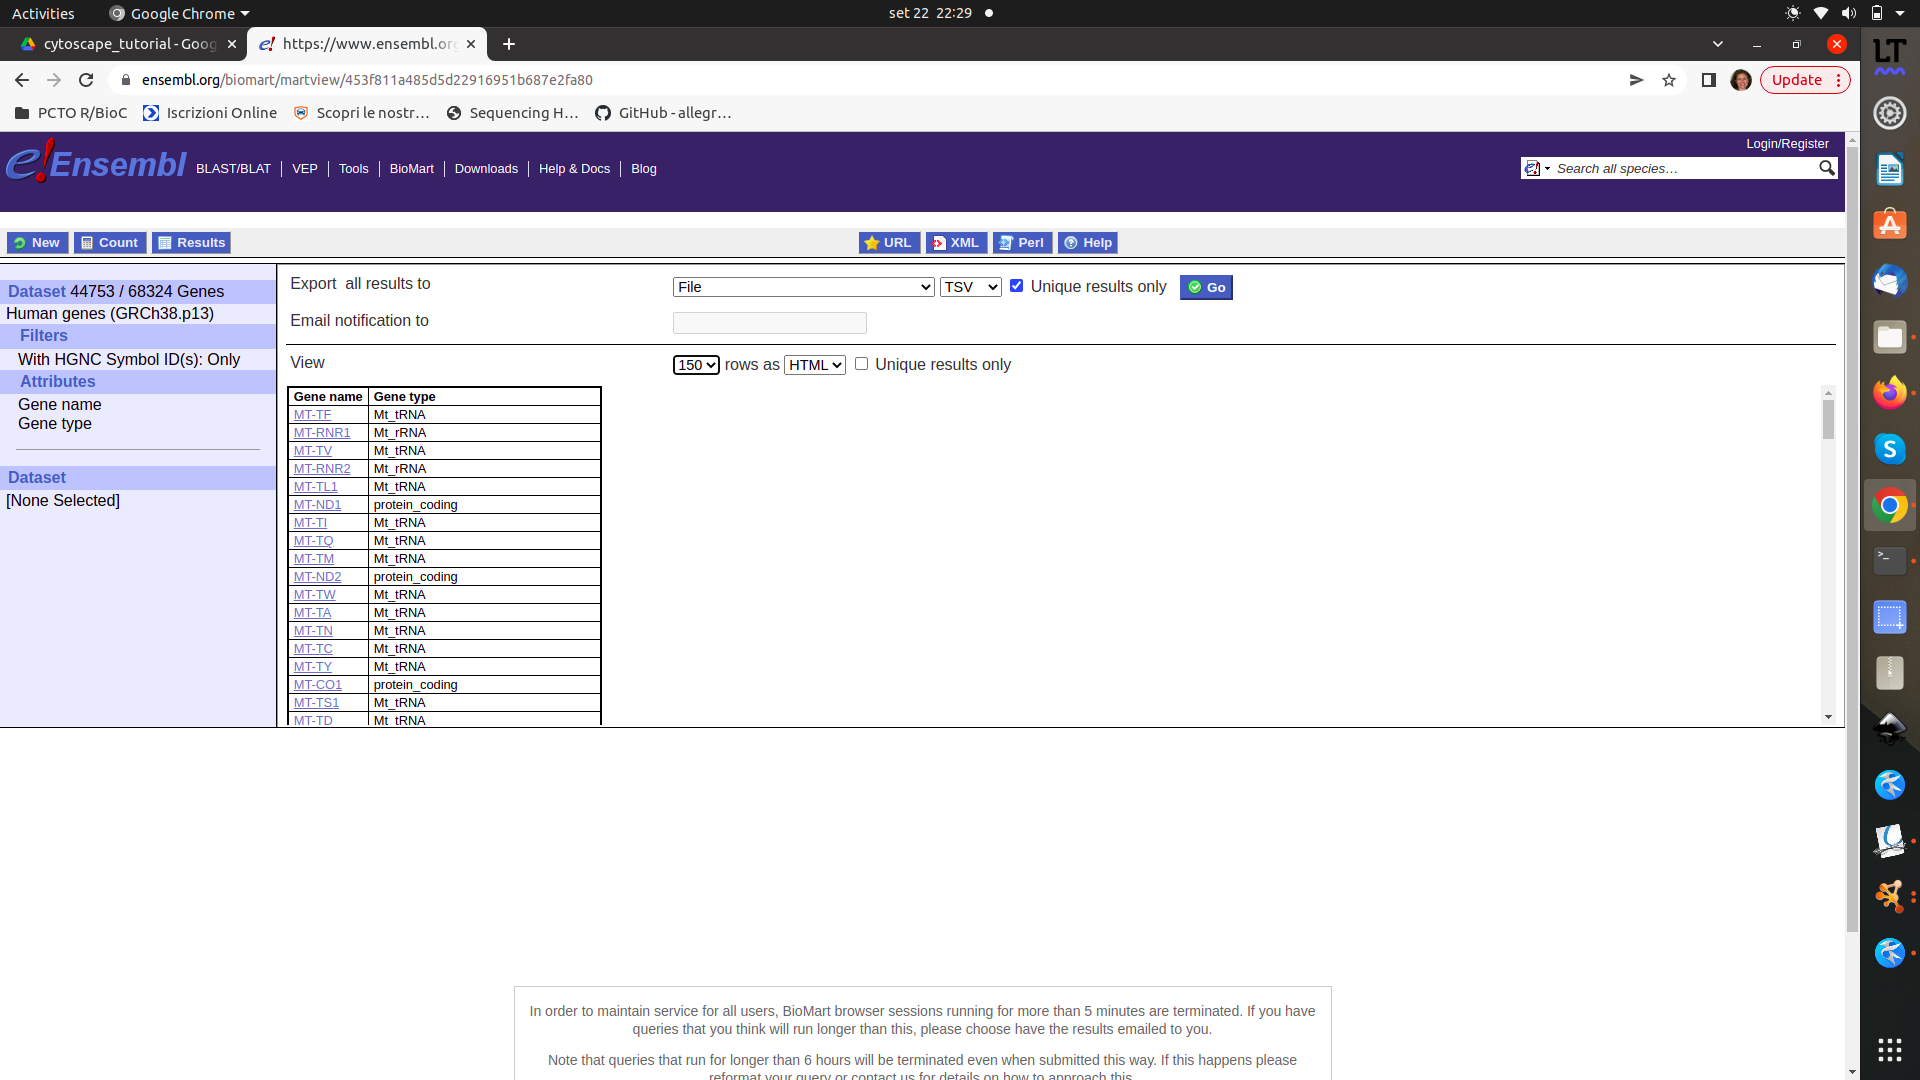 Activities Google Chrome set 22 22:29
cytoscape_tutorial - Goog https://www.ensembl.org
ensembl.org/biomart/martview/453f811a485d5d22916951b687e2fa80 Update
PCTO R/BioC Iscrizioni Online Scopri le nostr... Sequencing H... GitHub - allegr...
Login/Register
e!Ensembl BLAST/BLAT VEP Tools BioMart Downloads Help & Docs Blog Search all species…
New Count Results URL XML Perl Help
Dataset 44753 / 68324 Genes
Human genes (GRCh38.p13)
Filters
With HGNC Symbol ID(s): Only
Attributes
Gene name
Gene type
Dataset
[None Selected]
Export all results to File TSV Unique results only Go
Email notification to
View 150 rows as HTML Unique results only
Gene name Gene type
MT-TF Mt_tRNA
MT-RNR1 Mt_rRNA
MT-TV Mt_tRNA
MT-RNR2 Mt_rRNA
MT-TL1 Mt_tRNA
MT-ND1 protein_coding
MT-TI Mt_tRNA
MT-TQ Mt_tRNA
MT-TM Mt_tRNA
MT-ND2 protein_coding
MT-TW Mt_tRNA
MT-TA Mt_tRNA
MT-TN Mt_tRNA
MT-TC Mt_tRNA
MT-TY Mt_tRNA
MT-CO1 protein_coding
MT-TS1 Mt_tRNA
MT-TD Mt_tRNA
In order to maintain service for all users, BioMart browser sessions running for more than 5 minutes are terminated. If you have
queries that you think will run longer than this, please choose have the results emailed to you.
Note that queries that run for longer than 6 hours will be terminated even when submitted this way. If this happens please
reformat your query or contact us for details on how to approach this.
LT